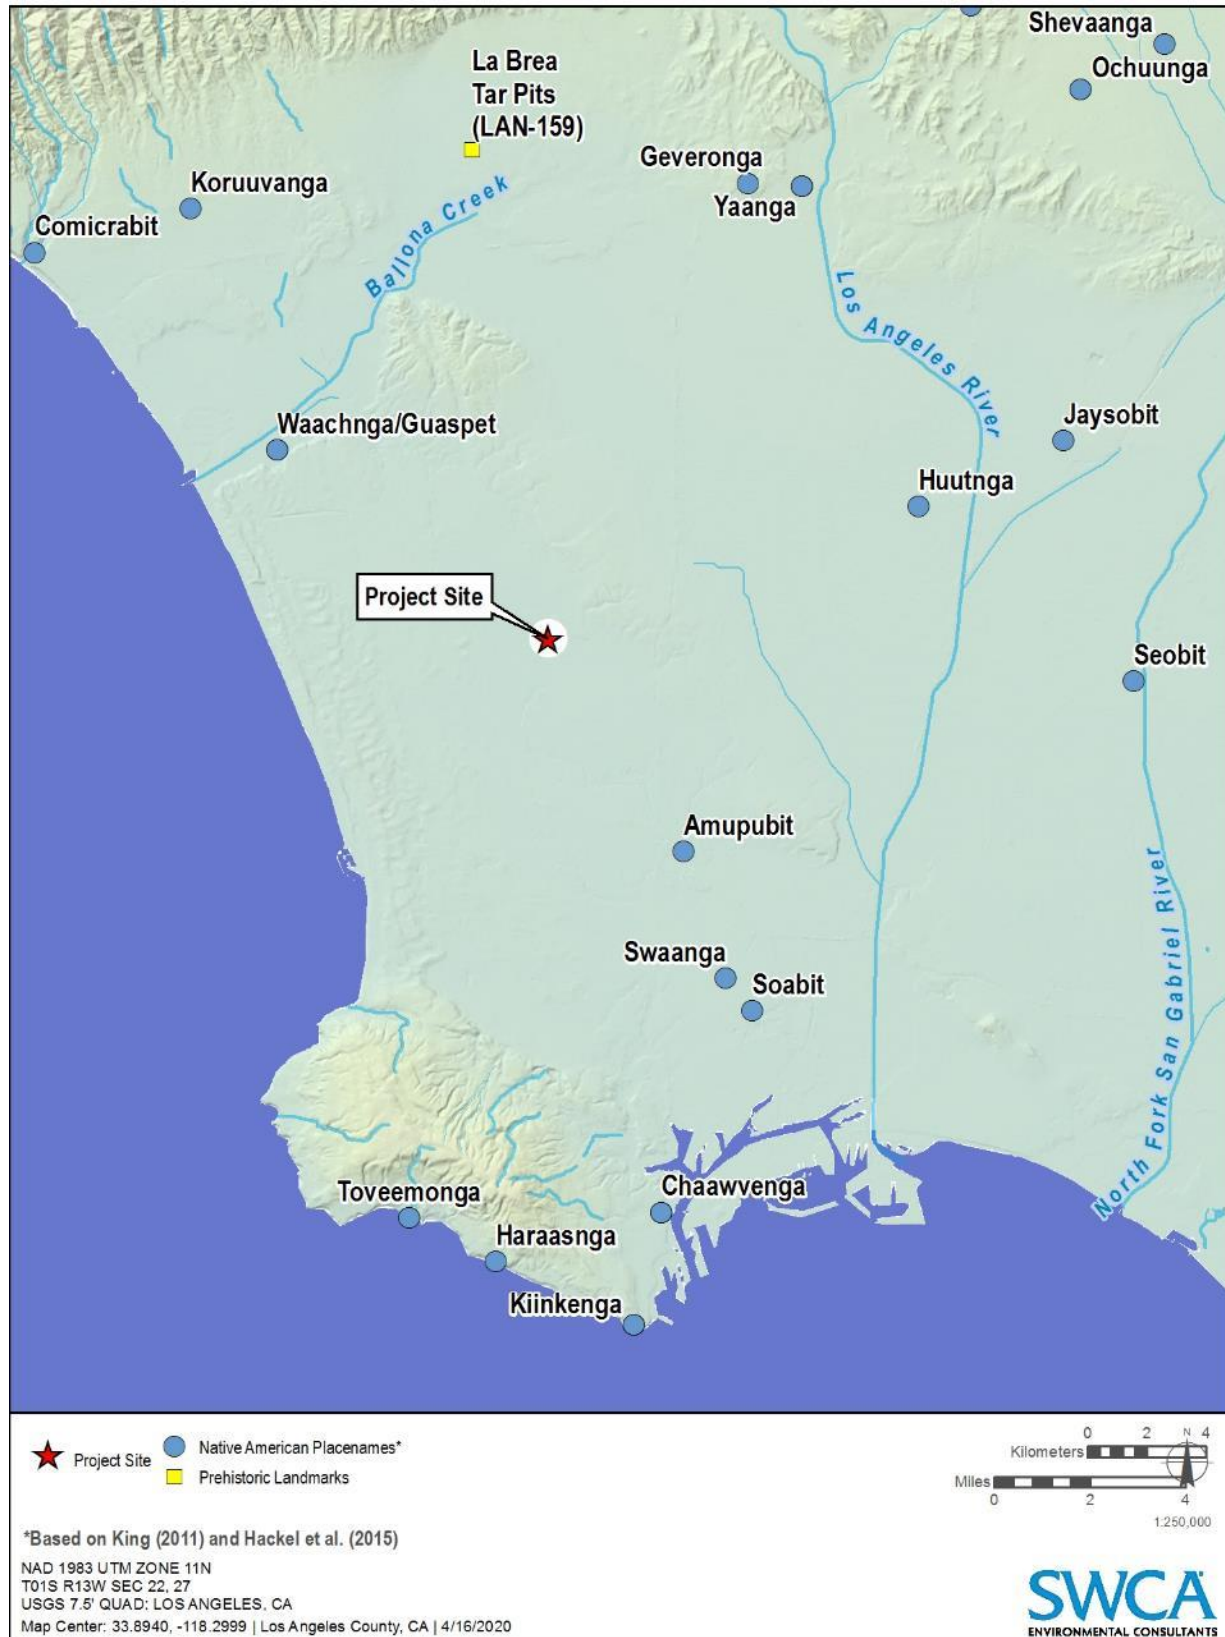 Shevaanga
Ochuunga
La Brea
Tar Pits
(LAN-159)
Geveronga
Yaanga
Koruuvanga
Comicrabit
Ballona Creek
Los Angeles River
Waachnga/Guaspet
Jaysobit
Huutnga
Project Site
Seobit
Amupubit
Swaanga
Soabit
North Fork San Gabriel River
Toveemonga
Chaawvenga
Haraasnga
Kiinkenga
Project Site
Native American Placenames*
Prehistoric Landmarks
0 2 N 4
Kilometers
Miles
0 2 4
1:250,000
*Based on King (2011) and Hackel et al. (2015)
NAD 1983 UTM ZONE 11N
T01S R13W SEC 22, 27
USGS 7.5' QUAD: LOS ANGELES, CA
Map Center: 33.8940, -118.2999 | Los Angeles County, CA | 4/16/2020
SWCA
ENVIRONMENTAL CONSULTANTS